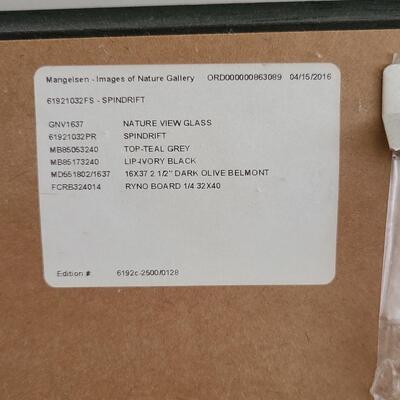 Mangelsen - Images of Nature Gallery ORD000000863089 04/15/2016
61921032FS - SPINDRIFT
GNV1637 NATURE VIEW GLASS
61921032PR SPINDRIFT
MB85053240 TOP-TEAL GREY
MB85173240 LIP-IVORY BLACK
MD551802/1637 16X37 2 1/2" DARK OLIVE BELMONT
FCRB324014 RYNO BOARD 1/4 32X40
Edition #: 6192c-2500/0128